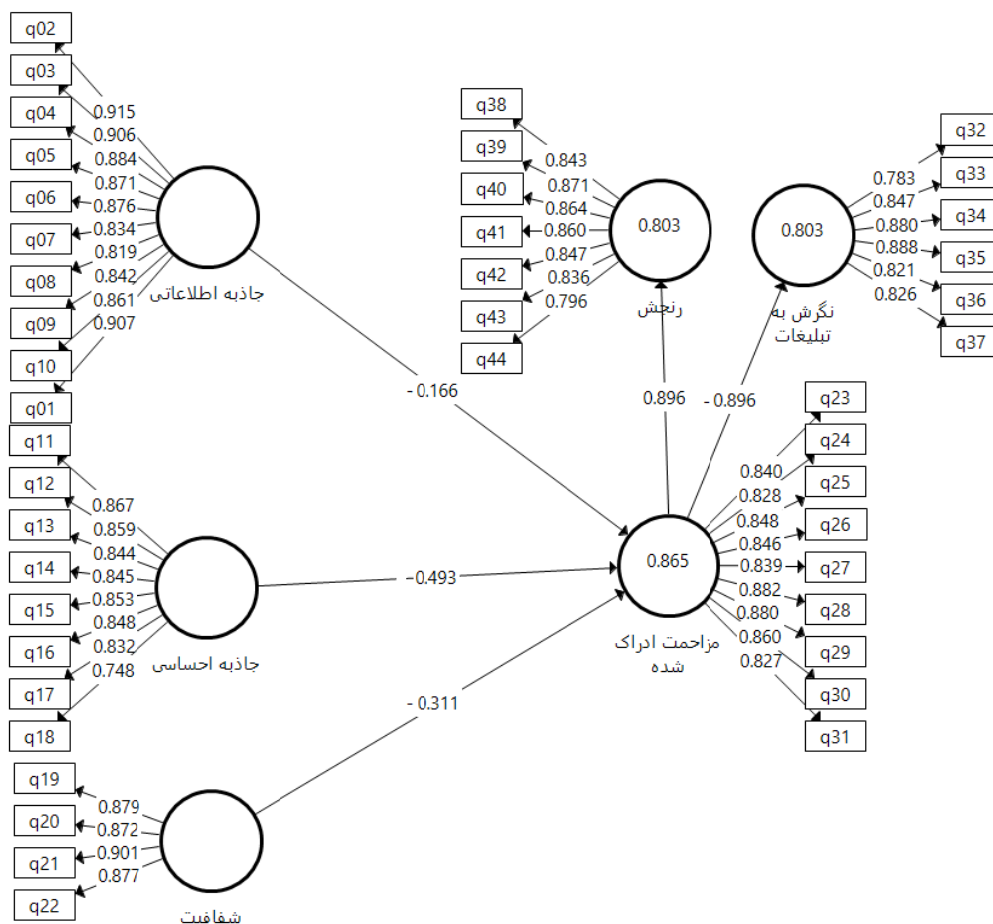 q02
q03
q04
q05
q06
q07
q08
q09
q10
q01
0.915
0.906
0.884
0.871
0.876
0.834
0.819
0.842
0.861
0.907
جاذبه اطلاعاتی
q11
q12
q13
q14
q15
q16
q17
q18
0.867
0.859
0.844
0.845
0.853
0.848
0.832
0.748
جاذبه احساسی
q19
q20
q21
q22
0.879
0.872
0.901
0.877
شفافیت
- 0.166
-0.493
- 0.311
q38
q39
q40
q41
q42
q43
q44
0.843
0.871
0.864
0.860
0.847
0.836
0.796
0.803
رنجش
0.803
نگرش به
تبلیغات
0.783
0.847
0.880
0.888
0.821
0.826
q32
q33
q34
q35
q36
q37
0.896
- 0.896
0.865
مزاحمت ادراک
شده
0.840
0.828
0.848
0.846
0.839
0.882
0.880
0.860
0.827
q23
q24
q25
q26
q27
q28
q29
q30
q31